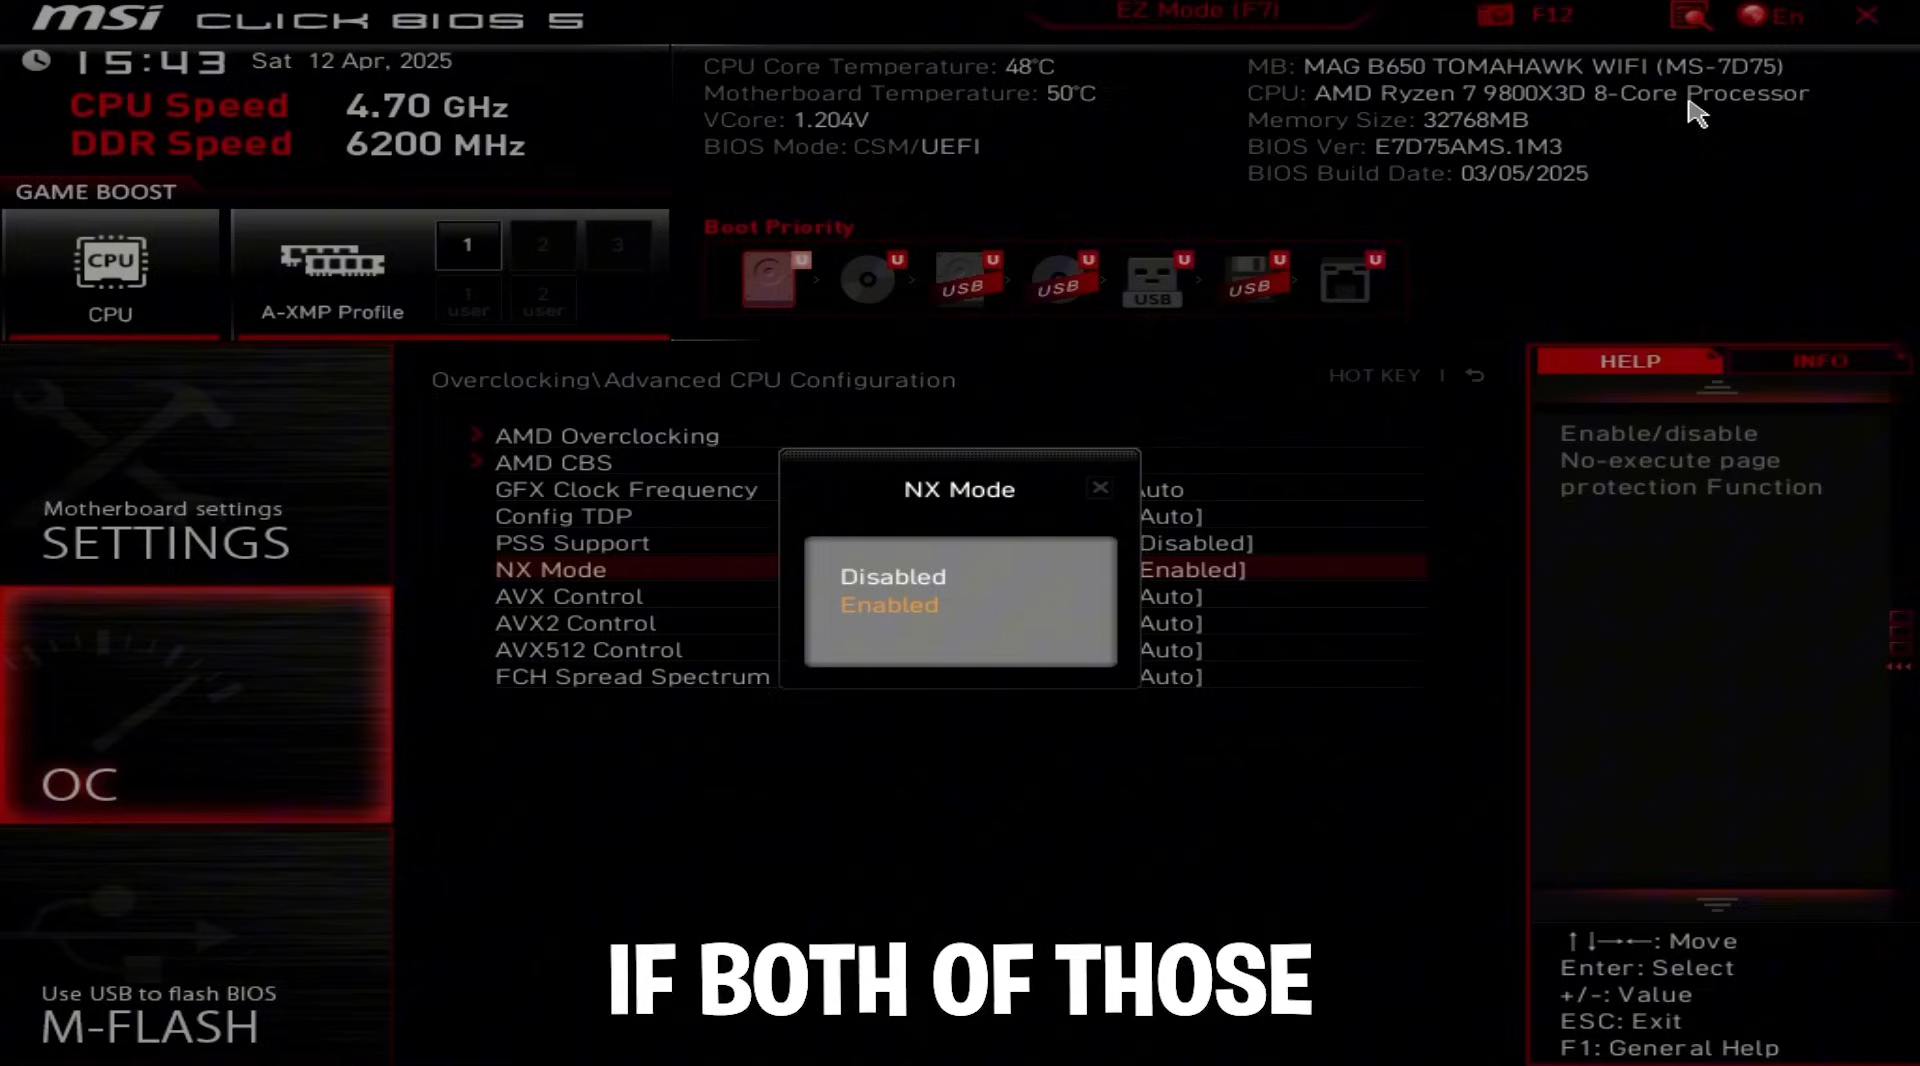 msi CLICK BIOS 5
EZ Mode (F7)
F12
En
15:43 Sat 12 Apr, 2025
CPU Speed 4.70 GHz
DDR Speed 6200 MHz
CPU Core Temperature: 48°C
Motherboard Temperature: 50°C
VCore: 1.204V
BIOS Mode: CSM/UEFI
MB: MAG B650 TOMAHAWK WIFI (MS-7D75)
CPU: AMD Ryzen 7 9800X3D 8-Core Processor
Memory Size: 32768MB
BIOS Ver: E7D75AMS.1M3
BIOS Build Date: 03/05/2025
GAME BOOST
CPU
CPU
A-XMP Profile
1 2 3
1 user 2 user
Boot Priority
U U U U U U U
USB USB USB USB
Motherboard settings
SETTINGS
OC
Use USB to flash BIOS
M-FLASH
Overclocking\Advanced CPU Configuration
HOT KEY |
AMD Overclocking
AMD CBS
GFX Clock Frequency Auto
Config TDP Auto]
PSS Support Disabled]
NX Mode Enabled]
AVX Control Auto]
AVX2 Control Auto]
AVX512 Control Auto]
FCH Spread Spectrum Auto]
NX Mode
Disabled
Enabled
HELP
INFO
Enable/disable
No-execute page
protection Function
↑↓→←: Move
Enter: Select
+/-: Value
ESC: Exit
F1: General Help
IF BOTH OF THOSE